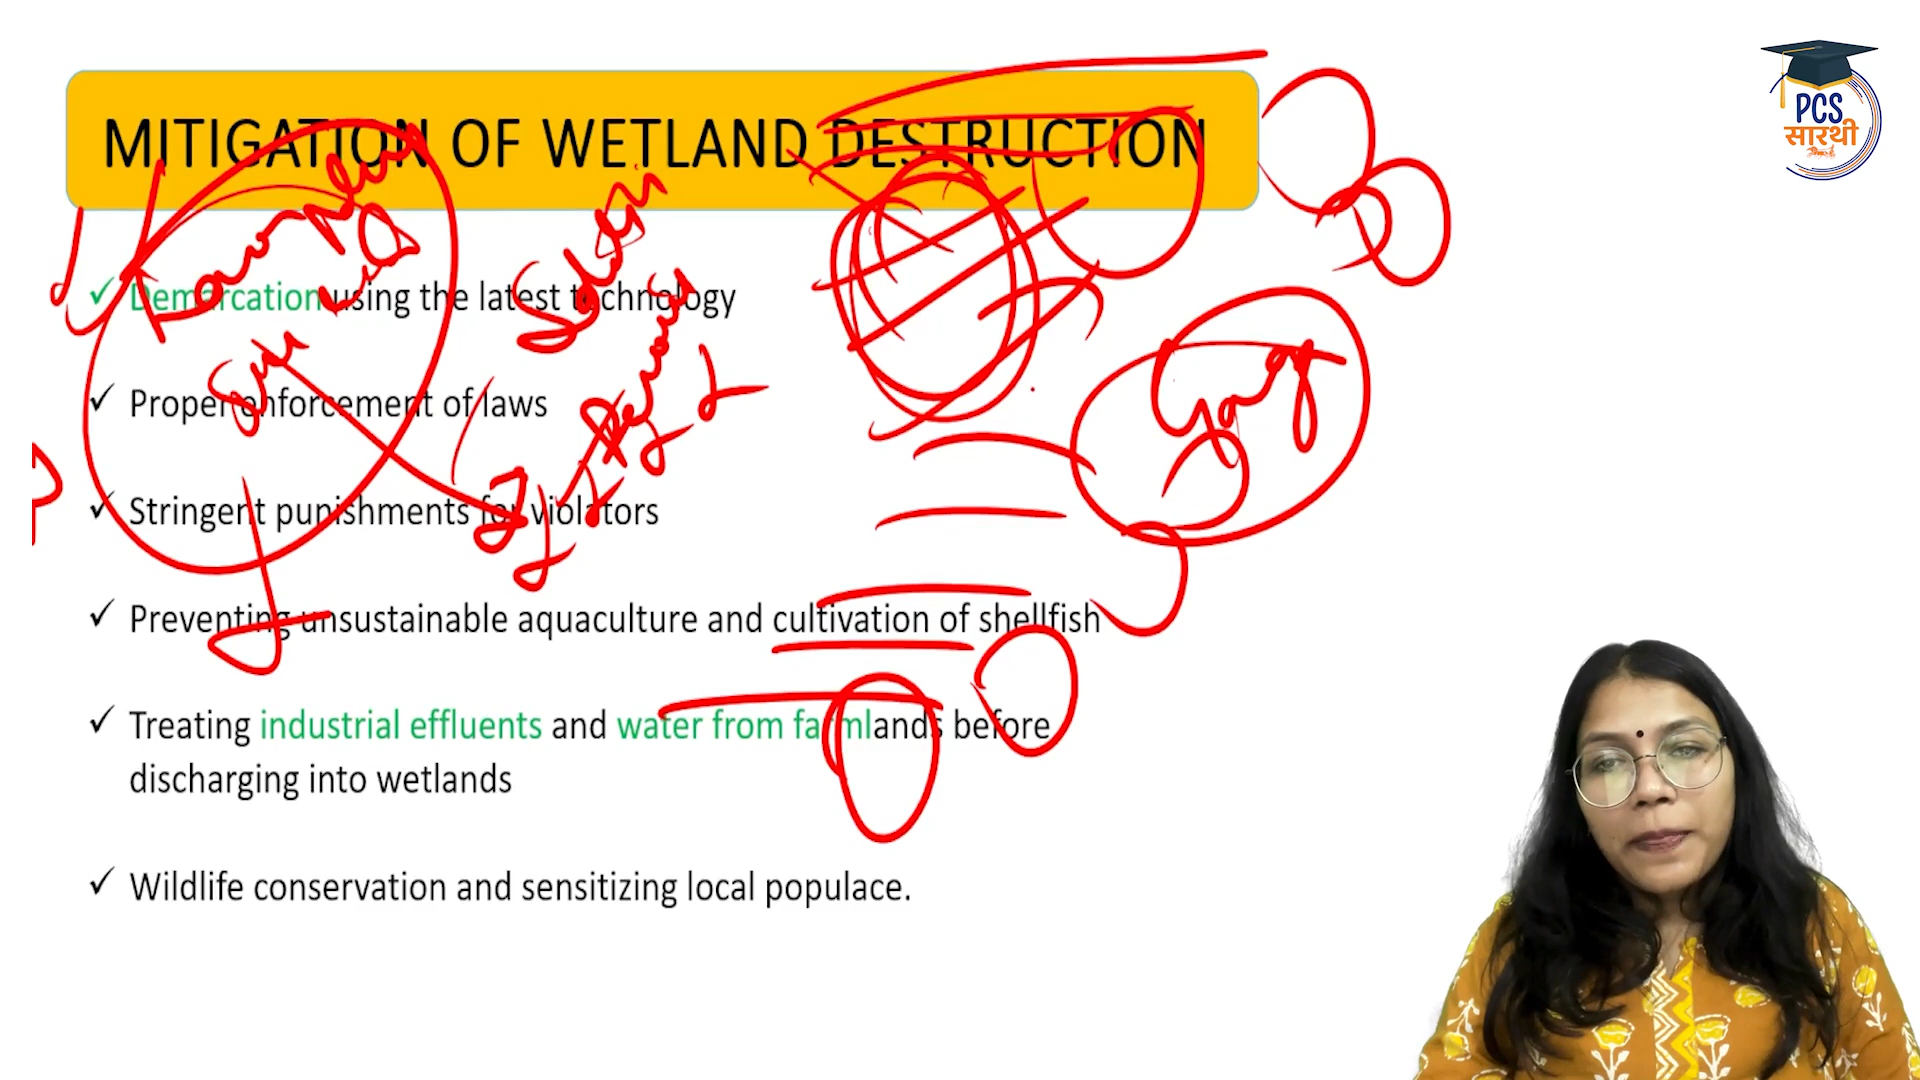 MITIGATION OF WETLAND DESTRUCTION
PCS
सारथी
✓ Demarcation using the latest technology
✓ Proper enforcement of laws
✓ Stringent punishments for violators
✓ Preventing unsustainable aquaculture and cultivation of shellfish
✓ Treating industrial effluents and water from farmlands before
discharging into wetlands
✓ Wildlife conservation and sensitizing local populace.